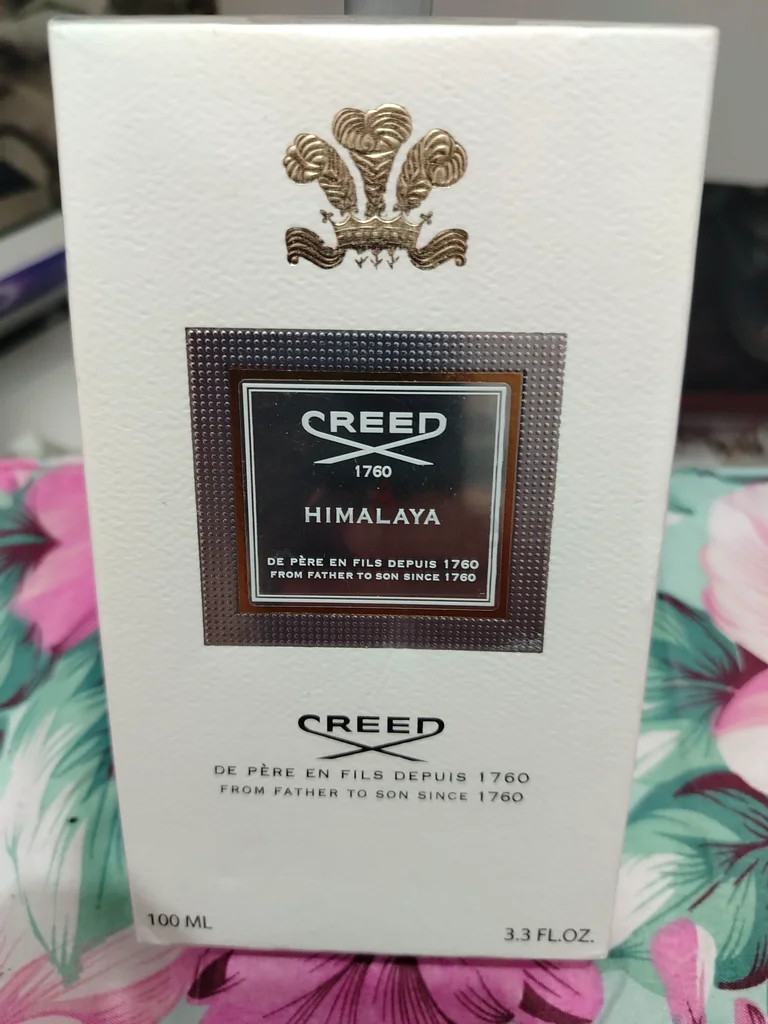 CREED
1760
HIMALAYA
DE PÈRE EN FILS DEPUIS 1760
FROM FATHER TO SON SINCE 1760
CREED
DE PÈRE EN FILS DEPUIS 1760
FROM FATHER TO SON SINCE 1760
100 ML
3.3 FL.OZ.